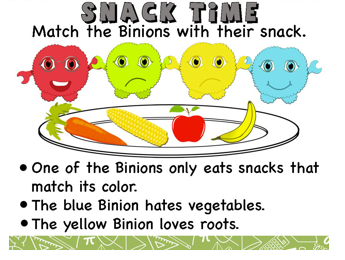 SNACK TiME
Match the Binions with their snack.
• One of the Binions only eats snacks that
match its color.
• The blue Binion hates vegetables.
• The yellow Binion loves roots.